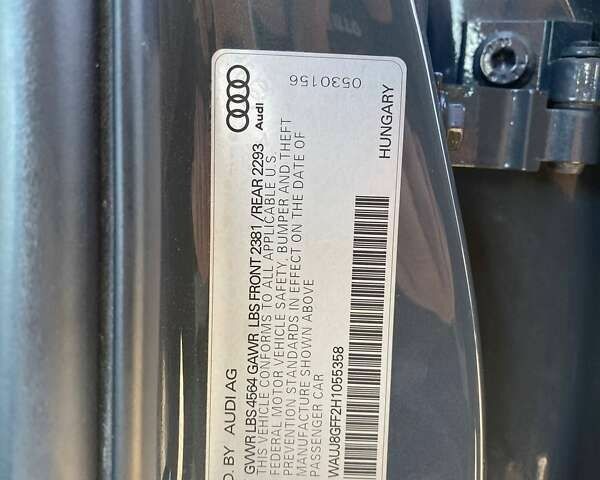 D. BY AUDI AG
GVWR LBS 4564 GAWR LBS FRONT 2381 / REAR 2293
THIS VEHICLE CONFORMS TO ALL APPLICABLE U.S.
FEDERAL MOTOR VEHICLE SAFETY, BUMPER AND THEFT
PREVENTION STANDARDS IN EFFECT ON THE DATE OF
MANUFACTURE SHOWN ABOVE
PASSENGER CAR
WAUJ8GFF2H1055358
HUNGARY
Audi
0530156